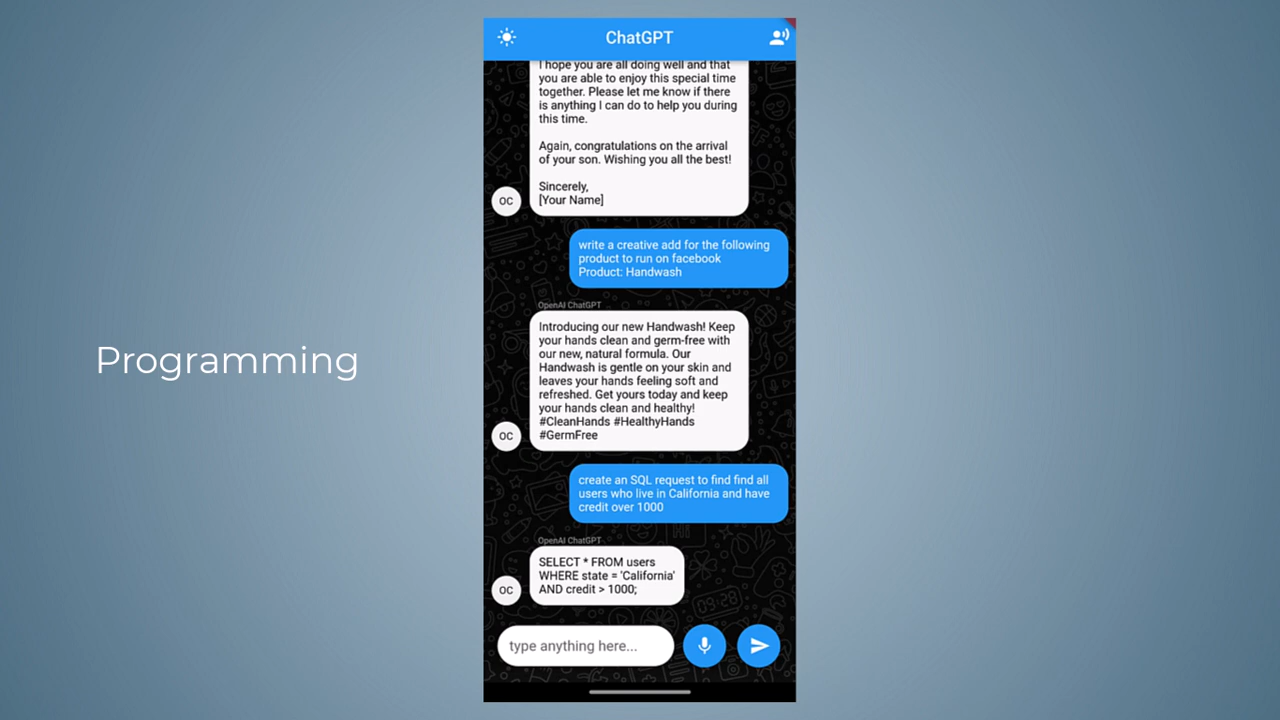 Programming
ChatGPT
I hope you are all doing well and that
you are able to enjoy this special time
together. Please let me know if there
is anything I can do to help you during
this time.
Again, congratulations on the arrival
of your son. Wishing you all the best!
Sincerely,
[Your Name]
OC
write a creative add for the following
product to run on facebook
Product: Handwash
OpenAI ChatGPT
Introducing our new Handwash! Keep
your hands clean and germ-free with
our new, natural formula. Our
Handwash is gentle on your skin and
leaves your hands feeling soft and
refreshed. Get yours today and keep
your hands clean and healthy!
#CleanHands #HealthyHands
#GermFree
OC
create an SQL request to find find all
users who live in California and have
credit over 1000
OpenAI ChatGPT
SELECT * FROM users
WHERE state = 'California'
AND credit > 1000;
OC
09:28
type anything here...